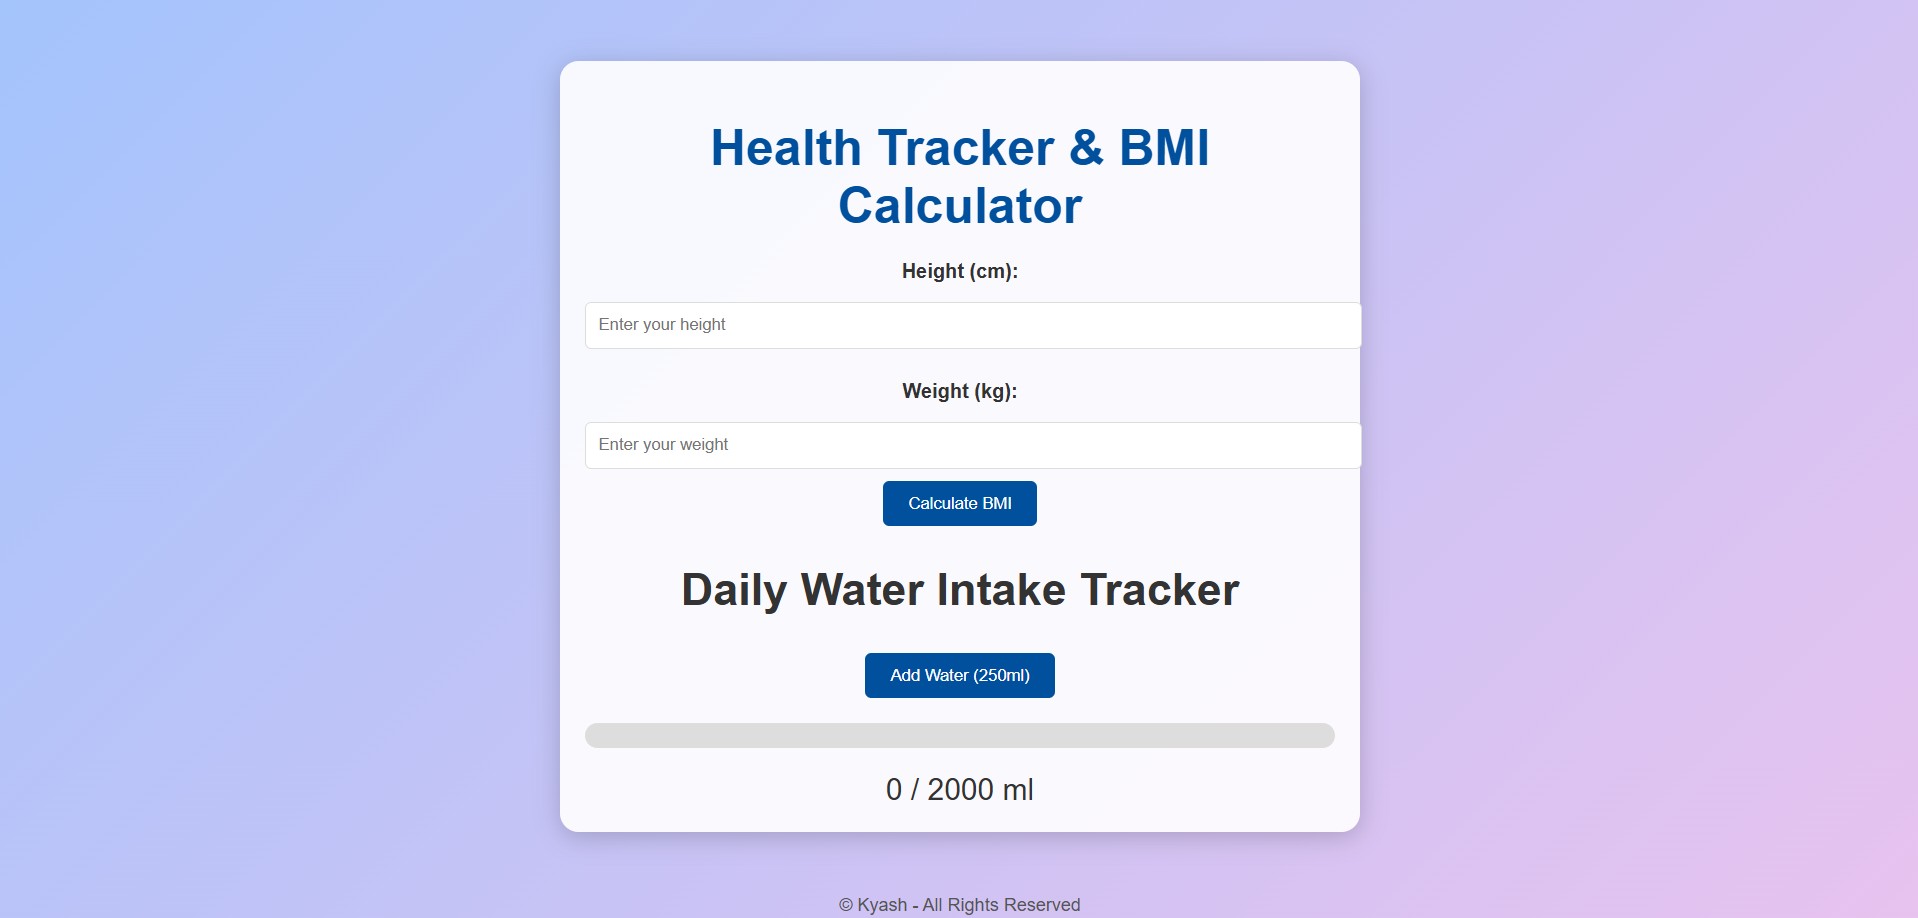 Health Tracker & BMI
Calculator
Height (cm):
Enter your height
Weight (kg):
Enter your weight
Calculate BMI
Daily Water Intake Tracker
Add Water (250ml)
0 / 2000 ml
© Kyash - All Rights Reserved